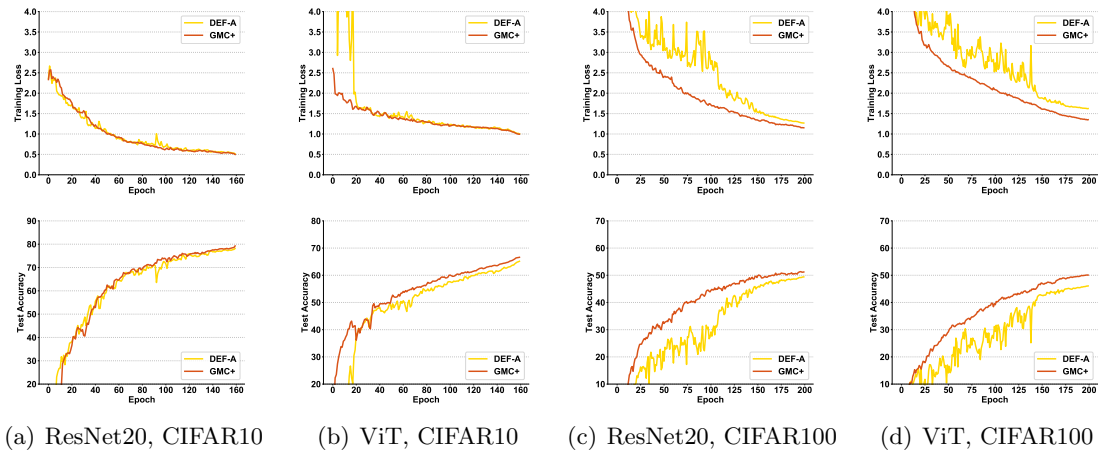 4.0
3.5
3.0
2.5
2.0
1.5
1.0
0.5
0.0
Training Loss
0 20 40 60 80 100 120 140 160
Epoch
DEF-A
GMC+
4.0
3.5
3.0
2.5
2.0
1.5
1.0
0.5
0.0
Training Loss
0 20 40 60 80 100 120 140 160
Epoch
DEF-A
GMC+
4.0
3.5
3.0
2.5
2.0
1.5
1.0
0.5
0.0
Training Loss
0 25 50 75 100 125 150 175 200
Epoch
DEF-A
GMC+
4.0
3.5
3.0
2.5
2.0
1.5
1.0
0.5
0.0
Training Loss
0 25 50 75 100 125 150 175 200
Epoch
DEF-A
GMC+
90
80
70
60
50
40
30
20
Test Accuracy
0 20 40 60 80 100 120 140 160
Epoch
DEF-A
GMC+
80
70
60
50
40
30
20
Test Accuracy
0 20 40 60 80 100 120 140 160
Epoch
DEF-A
GMC+
70
60
50
40
30
20
10
Test Accuracy
0 25 50 75 100 125 150 175 200
Epoch
DEF-A
GMC+
70
60
50
40
30
20
10
Test Accuracy
0 25 50 75 100 125 150 175 200
Epoch
DEF-A
GMC+
(a) ResNet20, CIFAR10
(b) ViT, CIFAR10
(c) ResNet20, CIFAR100
(d) ViT, CIFAR100